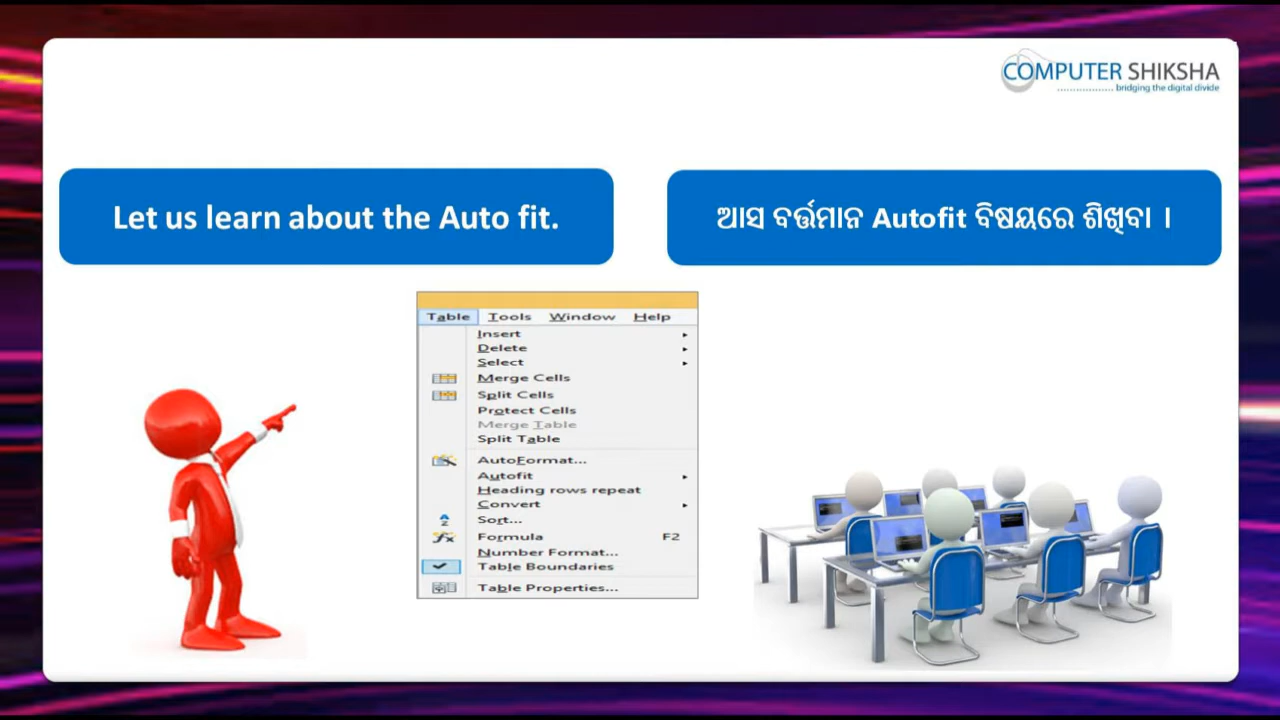 COMPUTER SHIKSHA
bridging the digital divide
Let us learn about the Auto fit.
ଆସ ବର୍ତ୍ତମାନ Autofit ବିଷୟରେ ଶିଖିବା ।
Table Tools Window Help
Insert
Delete
Select
Merge Cells
Split Cells
Protect Cells
Merge Table
Split Table
AutoFormat...
Autofit
Heading rows repeat
Convert
Sort...
Formula F2
Number Format...
Table Boundaries
Table Properties...